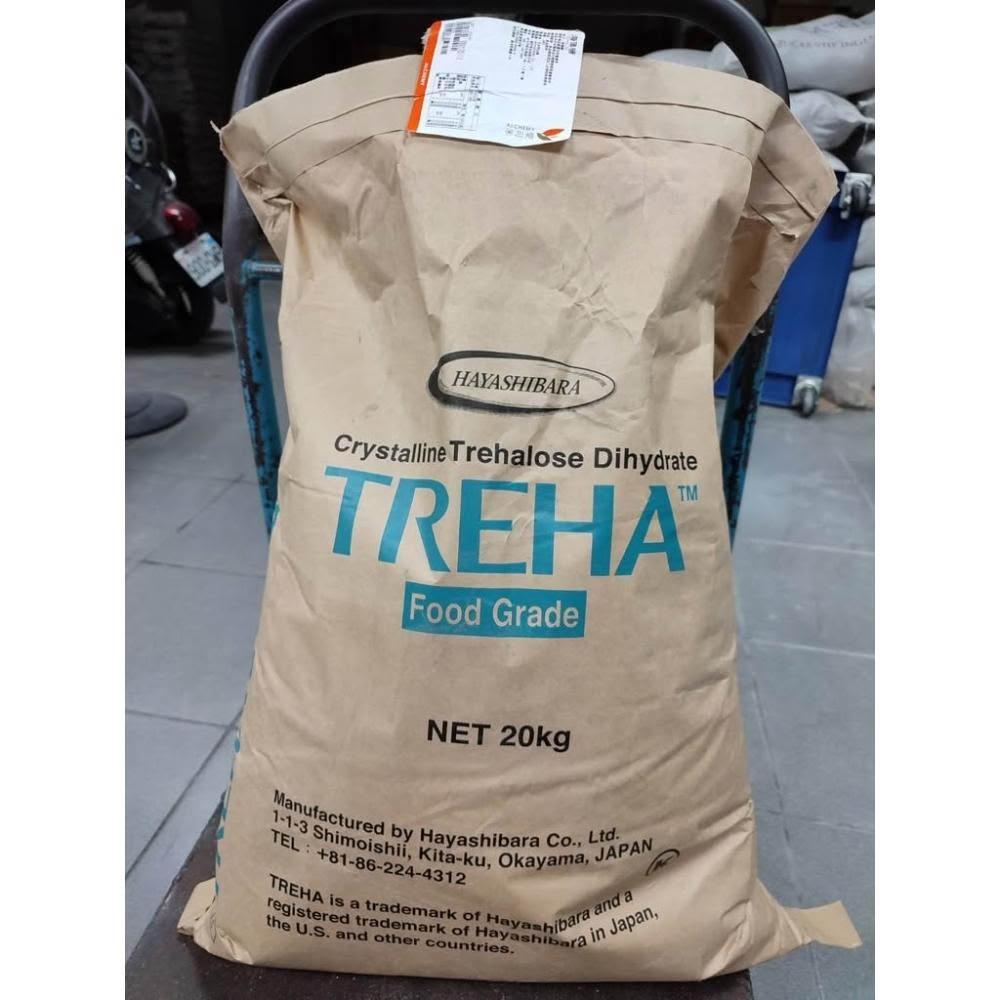 ALCHEMY
HAYASHIBARA
Crystalline Trehalose Dihydrate
TREHA™
Food Grade
NET 20kg
Manufactured by Hayashibara Co., Ltd.
1-1-3 Shimoishii, Kita-ku, Okayama, JAPAN
TEL : +81-86-224-4312
TREHA is a trademark of Hayashibara and a
registered trademark of Hayashibara in Japan,
the U.S. and other countries.